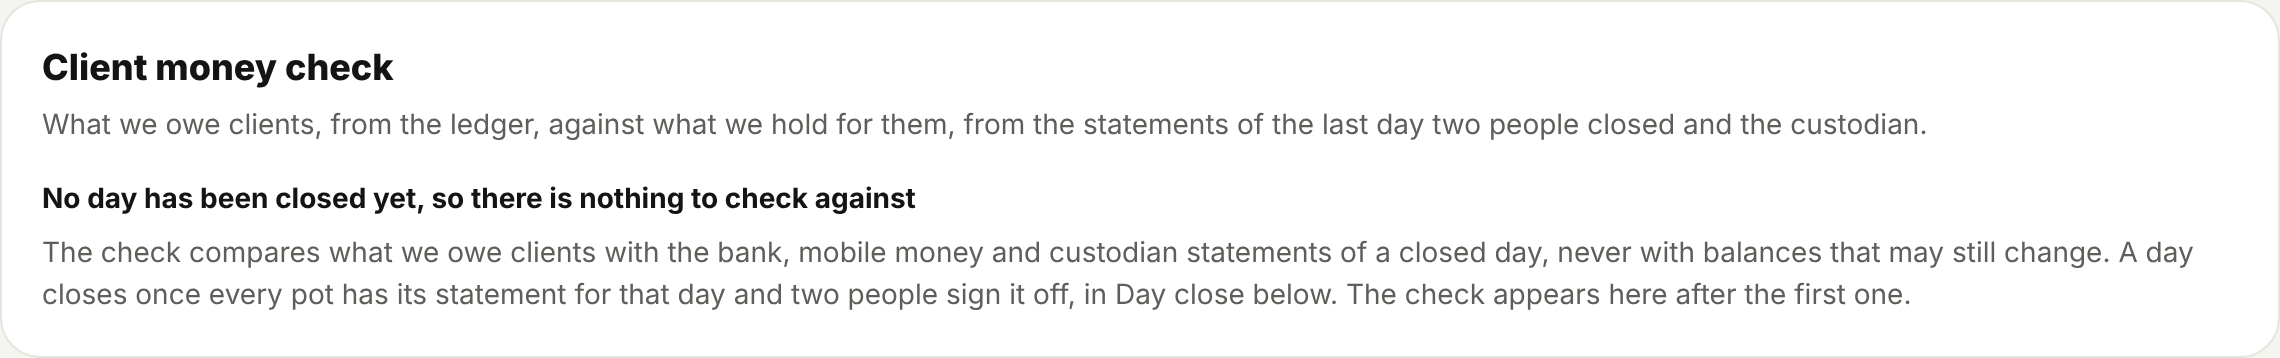 Client money check
What we owe clients, from the ledger, against what we hold for them, from the statements of the last day two people closed and the custodian.
No day has been closed yet, so there is nothing to check against
The check compares what we owe clients with the bank, mobile money and custodian statements of a closed day, never with balances that may still change. A day
closes once every pot has its statement for that day and two people sign it off, in Day close below. The check appears here after the first one.